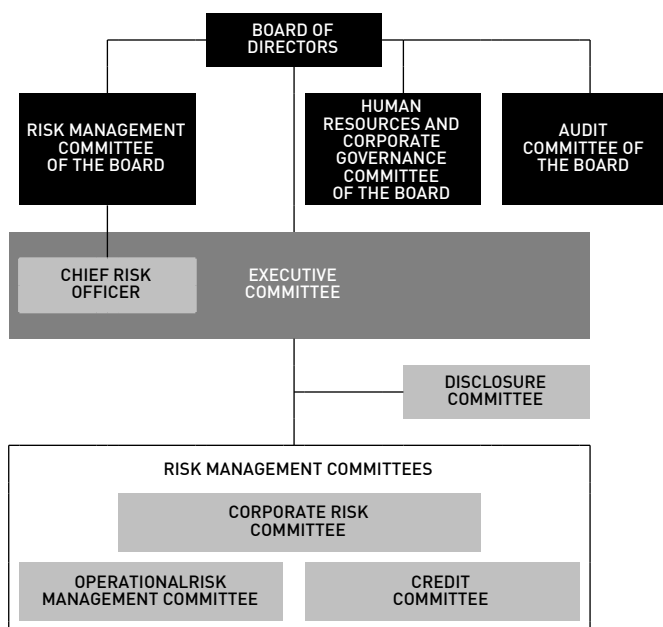 BOARD OF
DIRECTORS
RISK MANAGEMENT
COMMITTEE
OF THE BOARD
HUMAN
RESOURCES AND
CORPORATE
GOVERNANCE
COMMITTEE
OF THE BOARD
AUDIT
COMMITTEE OF
THE BOARD
CHIEF RISK
OFFICER
EXECUTIVE
COMMITTEE
DISCLOSURE
COMMITTEE
RISK MANAGEMENT COMMITTEES
CORPORATE RISK
COMMITTEE
OPERATIONALRISK
MANAGEMENT COMMITTEE
CREDIT
COMMITTEE